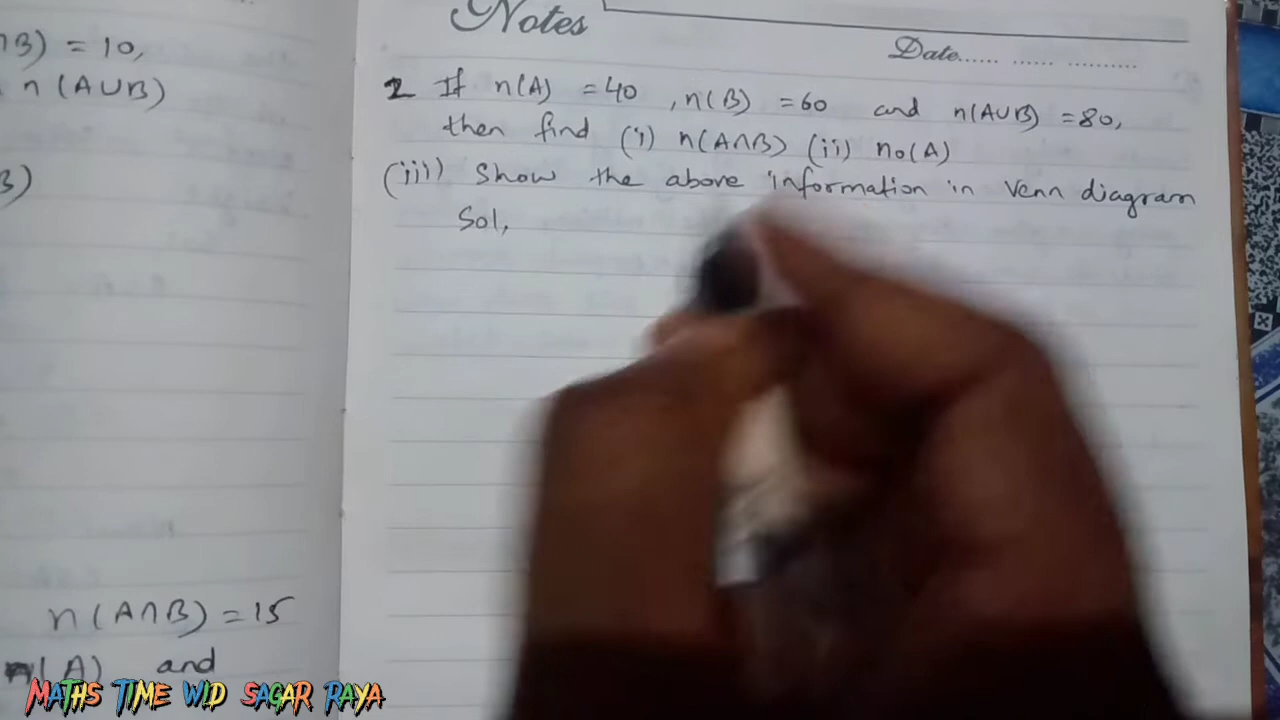 Notes
Date...... ...... ..........
∩B) = 10,
n(A∪B)
B)
2 If n(A) =40 , n(B) =60 and n(A∪B) =80,
then find (i) n(A∩B) (ii) no(A)
(iii) Show the above information in Venn diagram
Sol,
n(A∩B) =15
n(A) and
MATHS TIME WID SAGAR RAYA